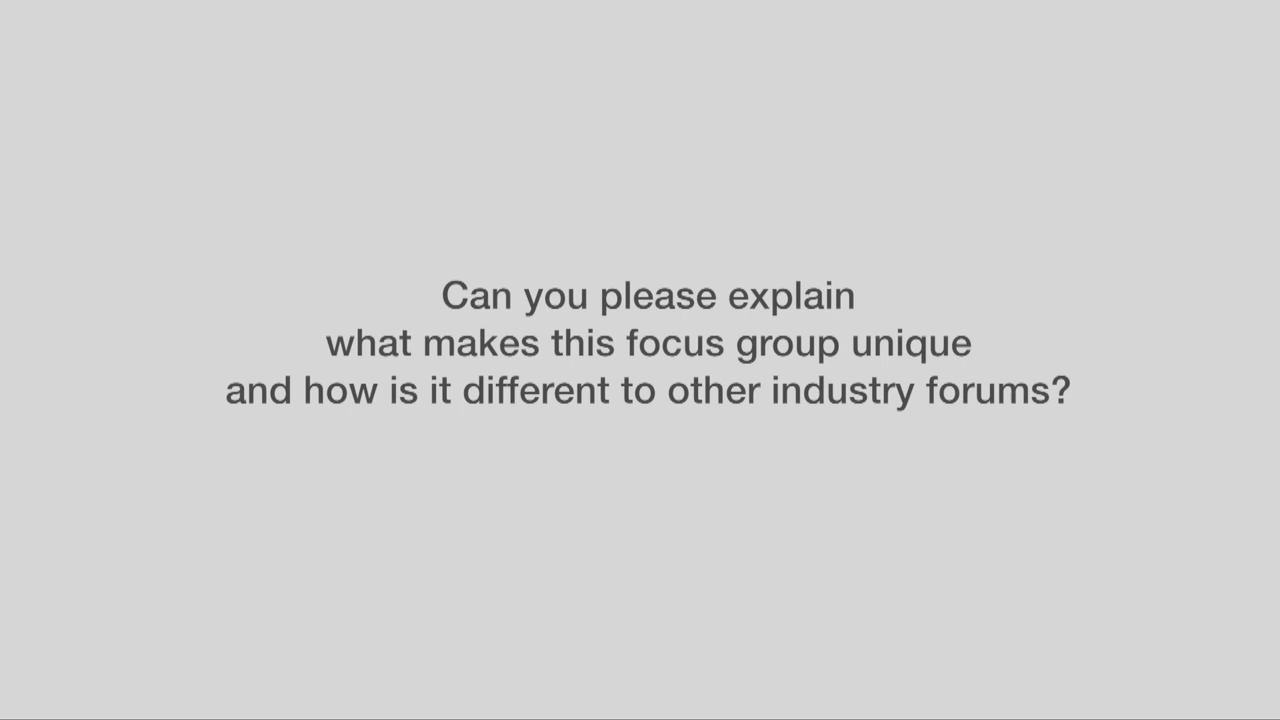 Can you please explain
what makes this focus group unique
and how is it different to other industry forums?